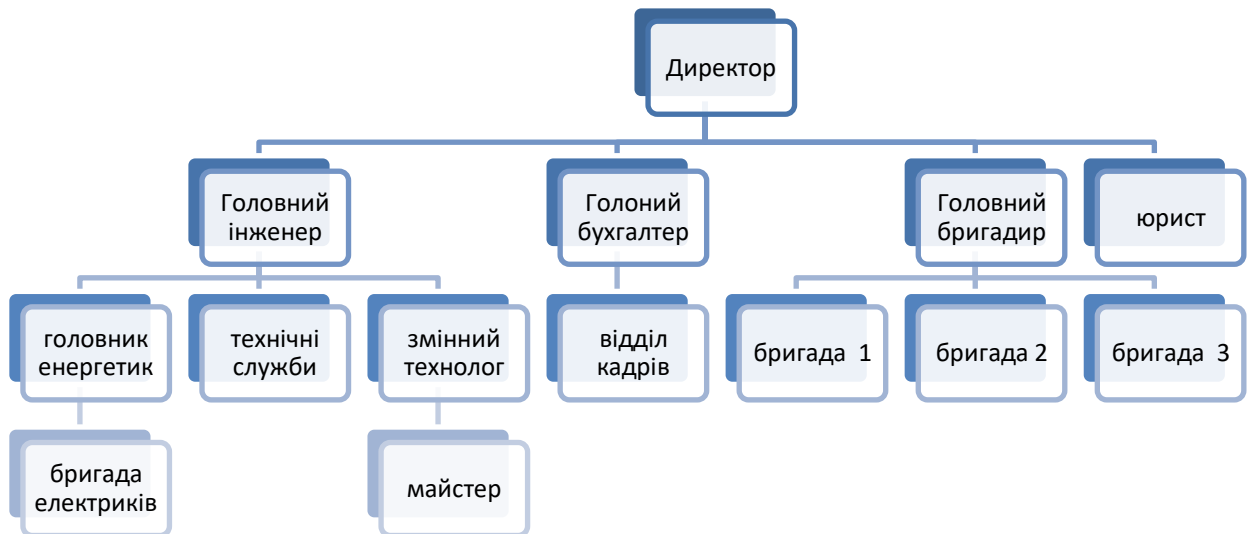 Директор
Головний
інженер
Голоний
бухгалтер
Головний
бригадир
юрист
головник
енергетик
технічні
служби
змінний
технолог
відділ
кадрів
бригада 1
бригада 2
бригада 3
бригада
електриків
майстер